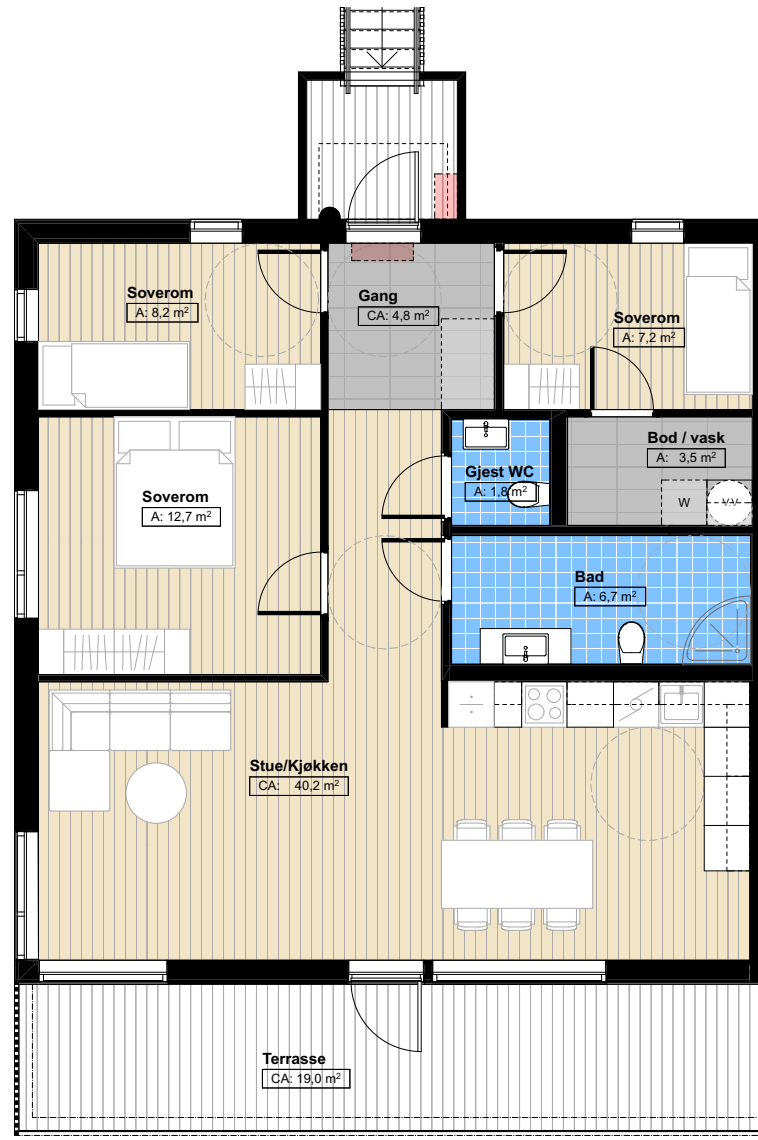 Soverom
A: 8,2 m²
Gang
CA: 4,8 m²
Soverom
A: 7,2 m²
Bod / vask
A: 3,5 m²
Gjest WC
A: 1,8 m²
Soverom
A: 12,7 m²
W
V.V
Bad
A: 6,7 m²
Stue/Kjøkken
CA: 40,2 m²
Terrasse
CA: 19,0 m²